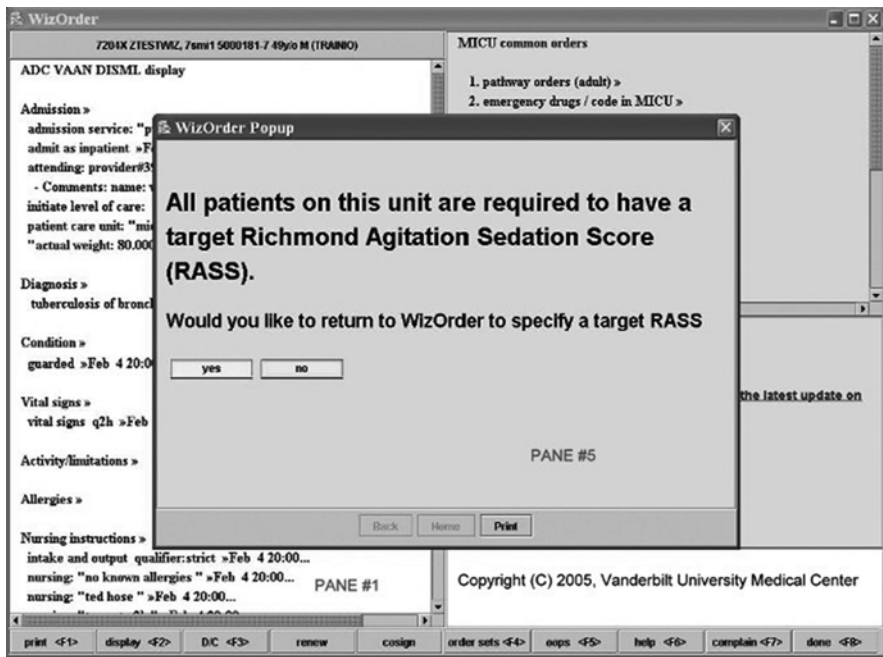 WizOrder
7204X ZTESTWIZ, 7smi1 5000181-7 49y/o M (TRAINIO)
ADC VAAN DISML display
Admission »
admission service: "p
admit as inpatient »F
attending: provider#3
- Comments: name:
initiate level of care:
patient care unit: "mi
"actual weight: 80.000
Diagnosis »
tuberculosis of bronc
Condition »
guarded »Feb 4 20:0
Vital signs »
vital signs q2h »Feb
Activity/limitations »
Allergies »
Nursing instructions »
intake and output qualifier:strict »Feb 4 20:00...
nursing: "no known allergies " »Feb 4 20:00...
nursing: "ted hose " »Feb 4 20:00...
PANE #1
MICU common orders
1. pathway orders (adult) »
2. emergency drugs / code in MICU »
WizOrder Popup
All patients on this unit are required to have a
target Richmond Agitation Sedation Score
(RASS).
Would you like to return to WizOrder to specify a target RASS
yes no
PANE #5
Back Home Print
the latest update on
Copyright (C) 2005, Vanderbilt University Medical Center
print <F1> display <F2> D/C <F3> renew cosign order sets <F4> oops <F5> help <F6> complain <F7> done <F8>